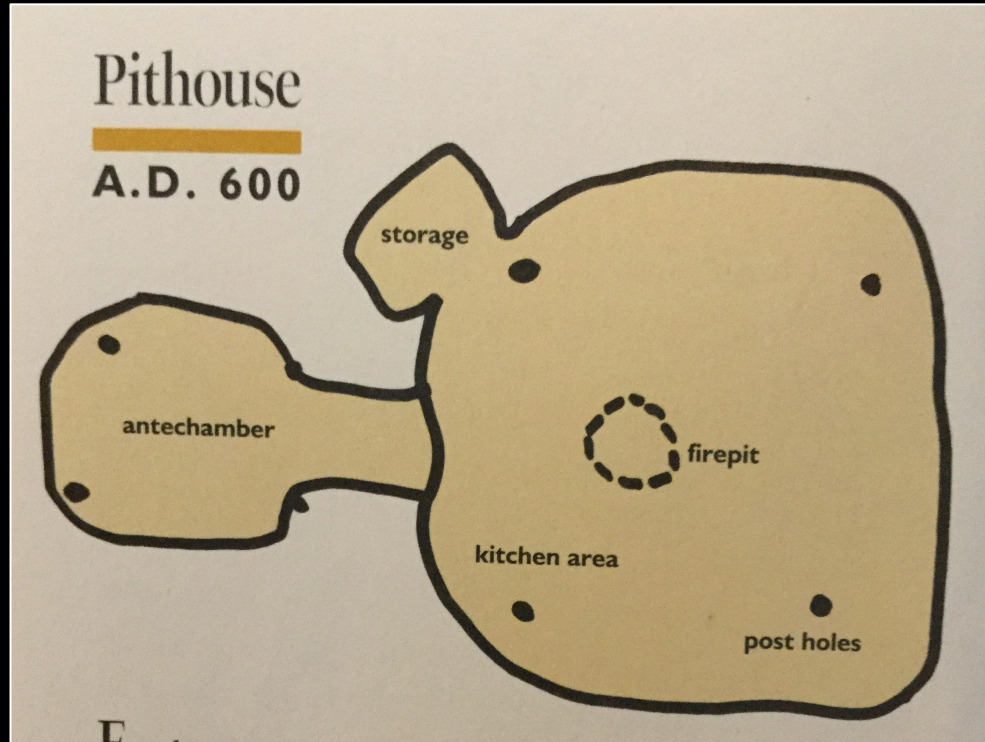 Pithouse
A.D. 600
storage
antechamber
firepit
kitchen area
post holes